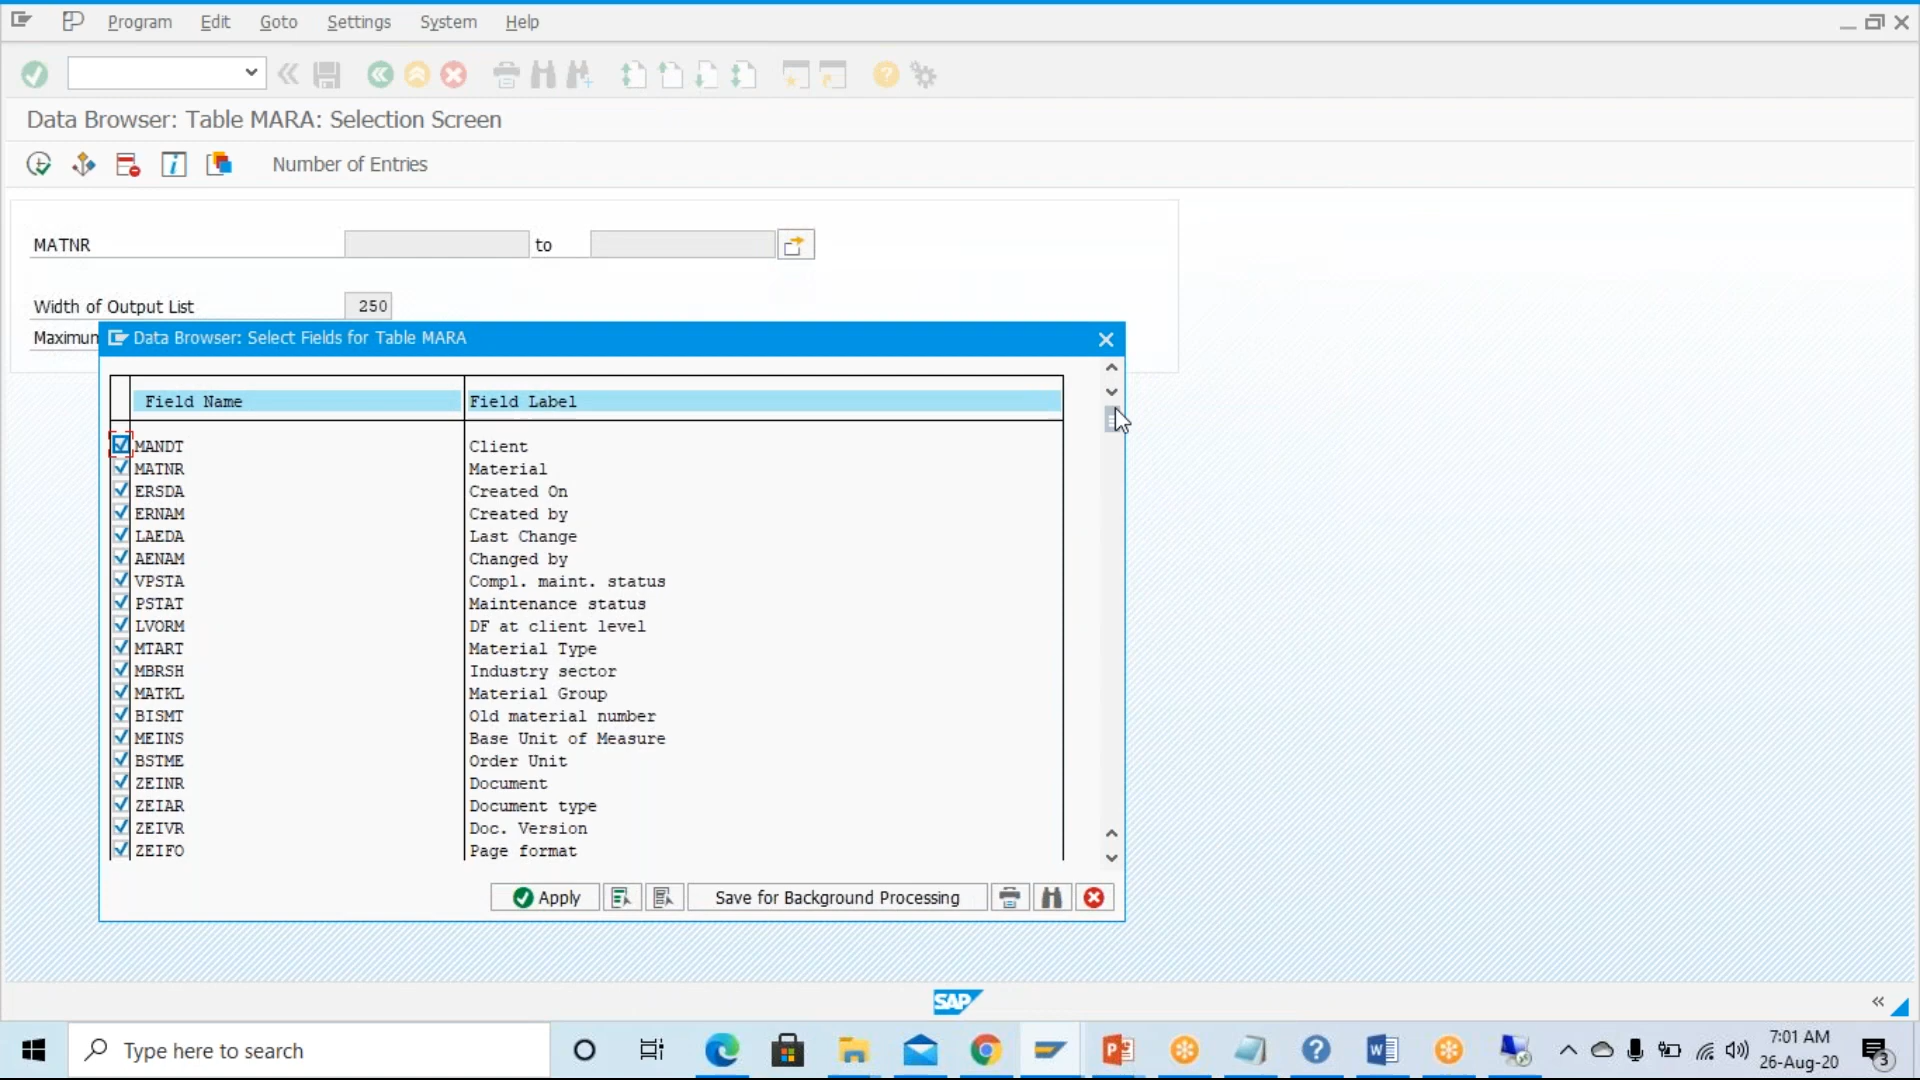 Program Edit Goto Settings System Help
Data Browser: Table MARA: Selection Screen
Number of Entries
MATNR to
Width of Output List 250
Maximum
Data Browser: Select Fields for Table MARA
Field Name Field Label
MANDT Client
MATNR Material
ERSDA Created On
ERNAM Created by
LAEDA Last Change
AENAM Changed by
VPSTA Compl. maint. status
PSTAT Maintenance status
LVORM DF at client level
MTART Material Type
MBRSH Industry sector
MATKL Material Group
BISMT Old material number
MEINS Base Unit of Measure
BSTME Order Unit
ZEINR Document
ZEIAR Document type
ZEIVR Doc. Version
ZEIFO Page format
Apply Save for Background Processing
SAP
Type here to search
7:01 AM
26-Aug-20
3